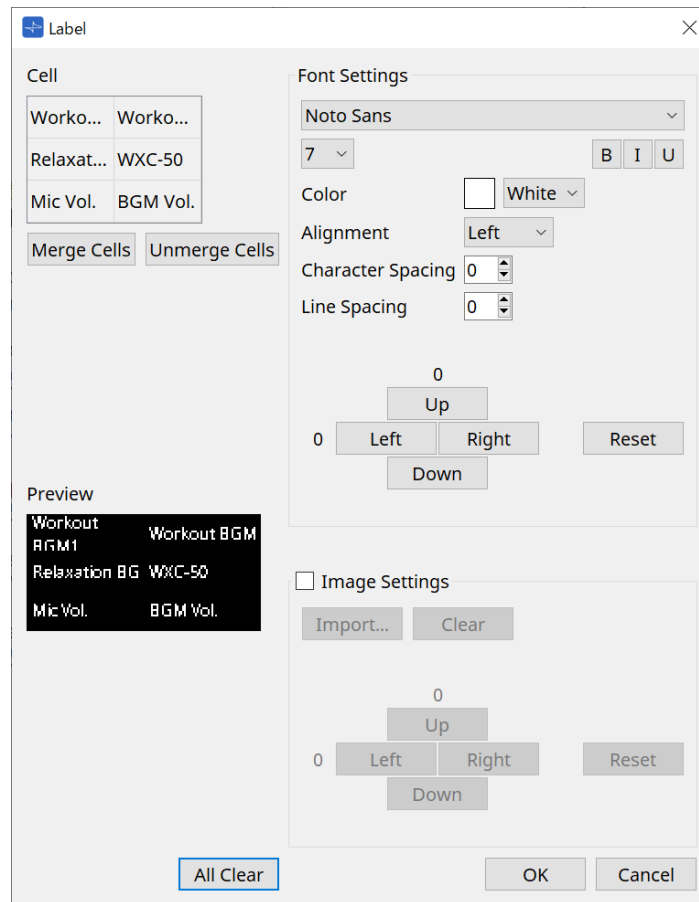 Label
Cell
Worko... Worko...
Relaxat... WXC-50
Mic Vol. BGM Vol.
Merge Cells Unmerge Cells
Preview
Workout
BGM1
Workout BGM
Relaxation BG WXC-50
Mic Vol. BGM Vol.
All Clear
Font Settings
Noto Sans
7
B I U
Color White
Alignment Left
Character Spacing 0
Line Spacing 0
0
Up
0 Left Right Reset
Down
Image Settings
Import... Clear
0
Up
0 Left Right Reset
Down
OK Cancel